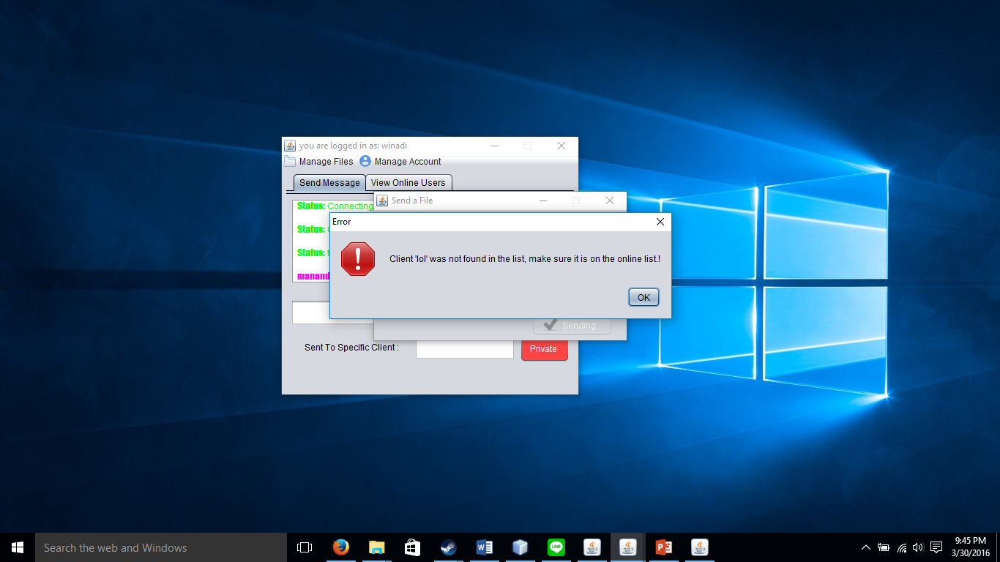 you are logged in as: winadi
Manage Files Manage Account
Send Message View Online Users
Send a File
Status: Connecting
Error
Status:
Client 'lol' was not found in the list, make sure it is on the online list.!
Status:
manand
OK
Sending...
Sent To Specific Client : Private
Search the web and Windows
LINE
9:45 PM
3/30/2016